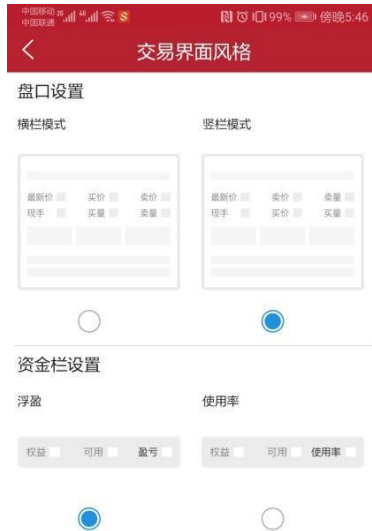 中国移动 2G 4G S 99% 傍晚5:46
中国联通
交易界面风格
盘口设置
横栏模式 竖栏模式
最新价 买价 卖价 最新价 卖价 卖量
现手 买量 卖量 现手 买价 买量
资金栏设置
浮盈 使用率
权益 可用 盈亏 权益 可用 使用率